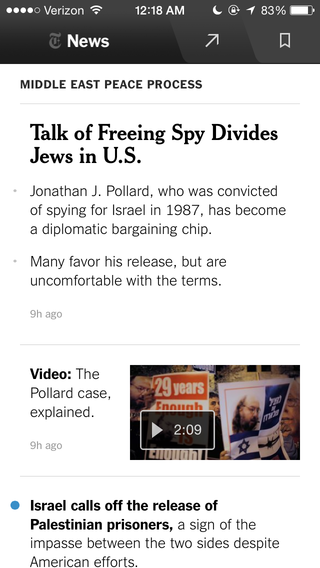 Verizon 12:18 AM 83%
News
MIDDLE EAST PEACE PROCESS
Talk of Freeing Spy Divides
Jews in U.S.
Jonathan J. Pollard, who was convicted
of spying for Israel in 1987, has become
a diplomatic bargaining chip.
Many favor his release, but are
uncomfortable with the terms.
9h ago
Video: The
Pollard case,
explained.
9h ago
29 years
Enough
2:09
Enough
Israel calls off the release of
Palestinian prisoners, a sign of the
impasse between the two sides despite
American efforts.